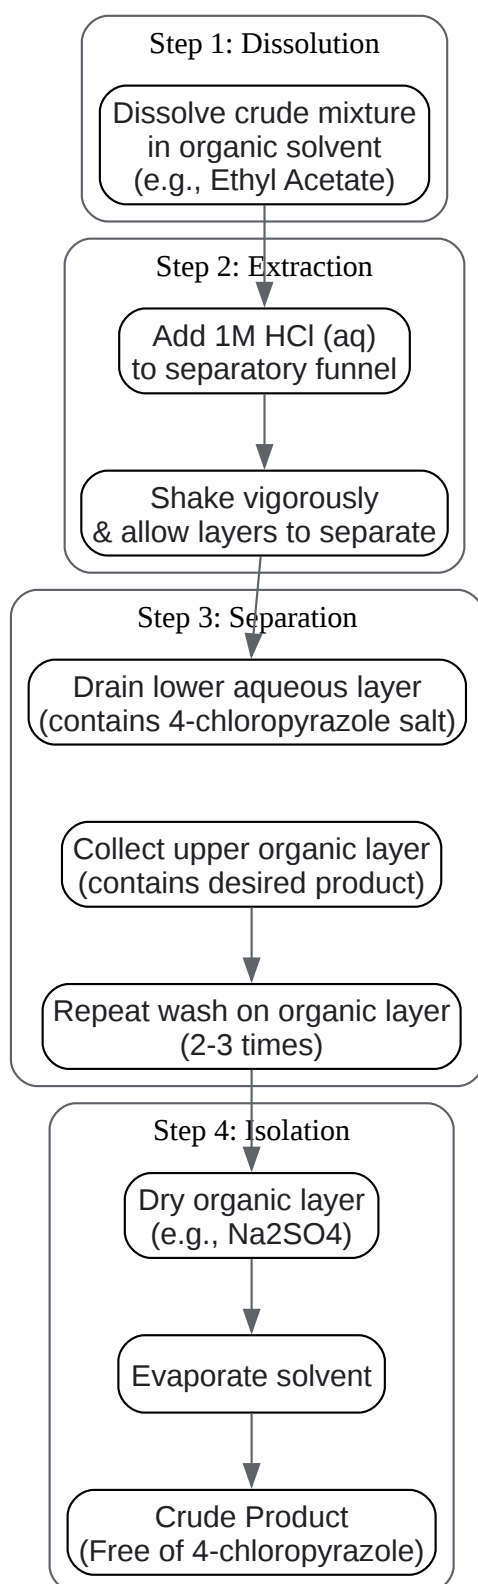 Step 1: Dissolution
Dissolve crude mixture
in organic solvent
(e.g., Ethyl Acetate)
Step 2: Extraction
Add 1M HCl (aq)
to separatory funnel
Shake vigorously
& allow layers to separate
Step 3: Separation
Drain lower aqueous layer
(contains 4-chloropyrazole salt)
Collect upper organic layer
(contains desired product)
Repeat wash on organic layer
(2-3 times)
Step 4: Isolation
Dry organic layer
(e.g., Na2SO4)
Evaporate solvent
Crude Product
(Free of 4-chloropyrazole)